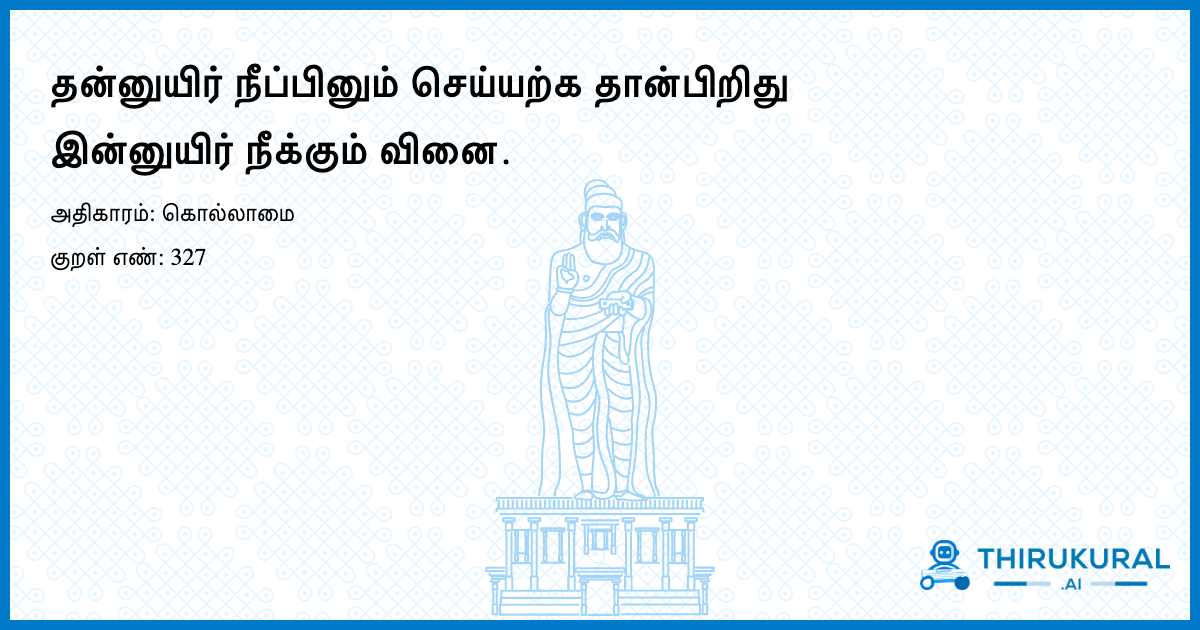 தன்னுயிர் நீப்பினும் செய்யற்க தான்பிறிது
இன்னுயிர் நீக்கும் வினை.
அதிகாரம்: கொல்லாமை
குறள் எண்: 327
THIRUKURAL
.AI